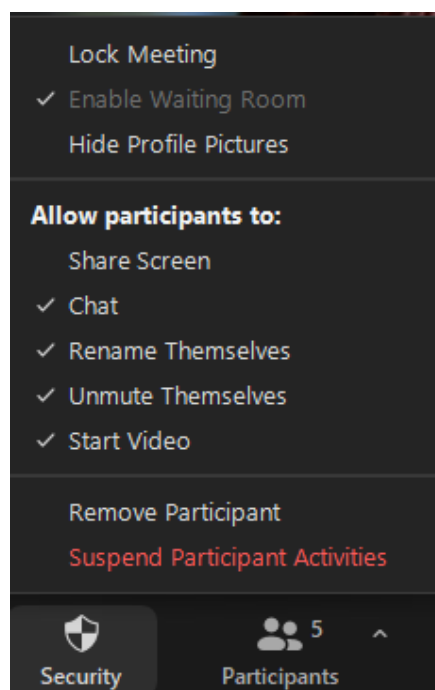 Lock Meeting
Enable Waiting Room
Hide Profile Pictures
Allow participants to:
Share Screen
Chat
Rename Themselves
Unmute Themselves
Start Video
Remove Participant
Suspend Participant Activities
5
Security
Participants